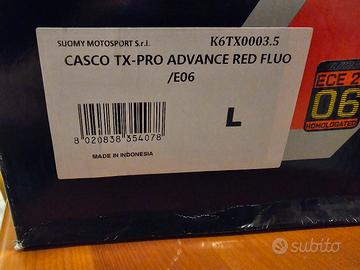 SUOMY MOTOSPORT S.r.l. K6TX0003.5
CASCO TX-PRO ADVANCE RED FLUO
/E06
8 020838 354078
L
MADE IN INDONESIA
ECE 2
06
HOMOLOGATED
subito